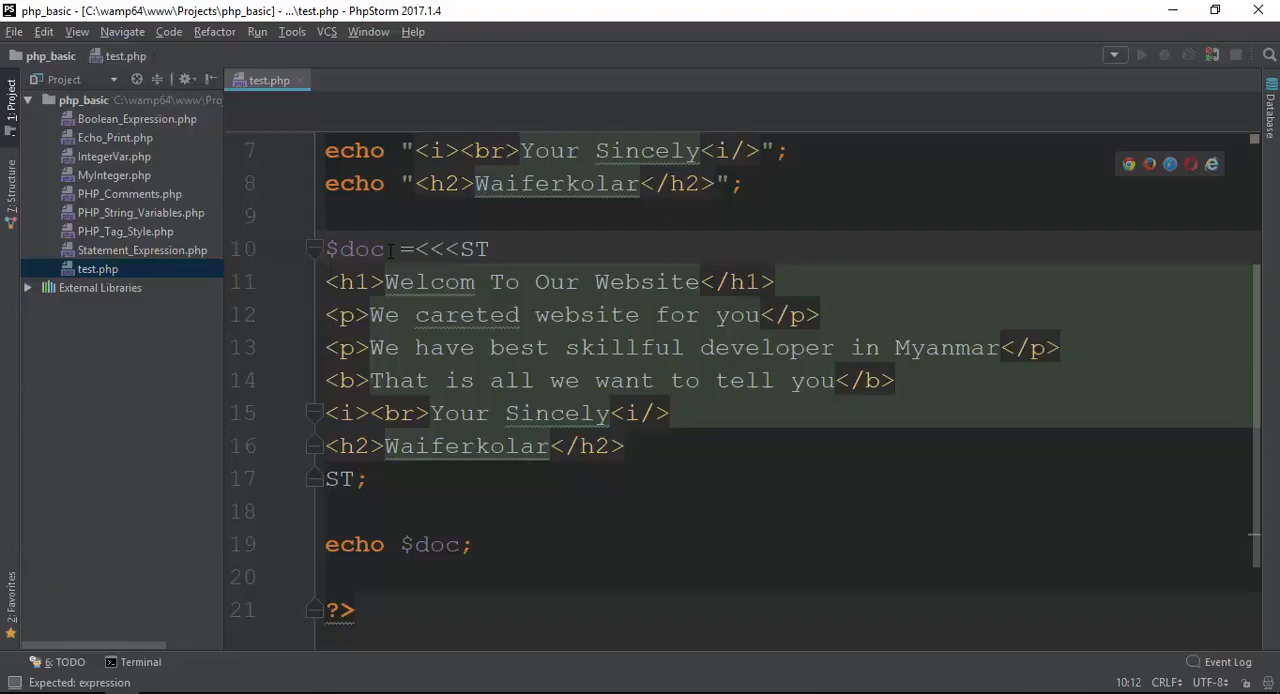 php_basic - [C:\wamp64\www\Projects\php_basic] - ...\test.php - PhpStorm 2017.1.4
File Edit View Navigate Code Refactor Run Tools VCS Window Help
php_basic test.php
1: Project
Z: Structure
2: Favorites
Project
test.php
php_basic C:\wamp64\www\Pro
Boolean_Expression.php
Echo_Print.php
IntegerVar.php
MyInteger.php
PHP_Comments.php
PHP_String_Variables.php
PHP_Tag_Style.php
Statement_Expression.php
test.php
External Libraries
7 echo "<i><br>Your Sincely<i/>";
8 echo "<h2>Waiferkolar</h2>";
9
10 $doc =<<<ST
11 <h1>Welcom To Our Website</h1>
12 <p>We careted website for you</p>
13 <p>We have best skillful developer in Myanmar</p>
14 <b>That is all we want to tell you</b>
15 <i><br>Your Sincely<i/>
16 <h2>Waiferkolar</h2>
17 ST;
18
19 echo $doc;
20
21 ?>
Database
6: TODO Terminal Event Log
Expected: expression 10:12 CRLF UTF-8